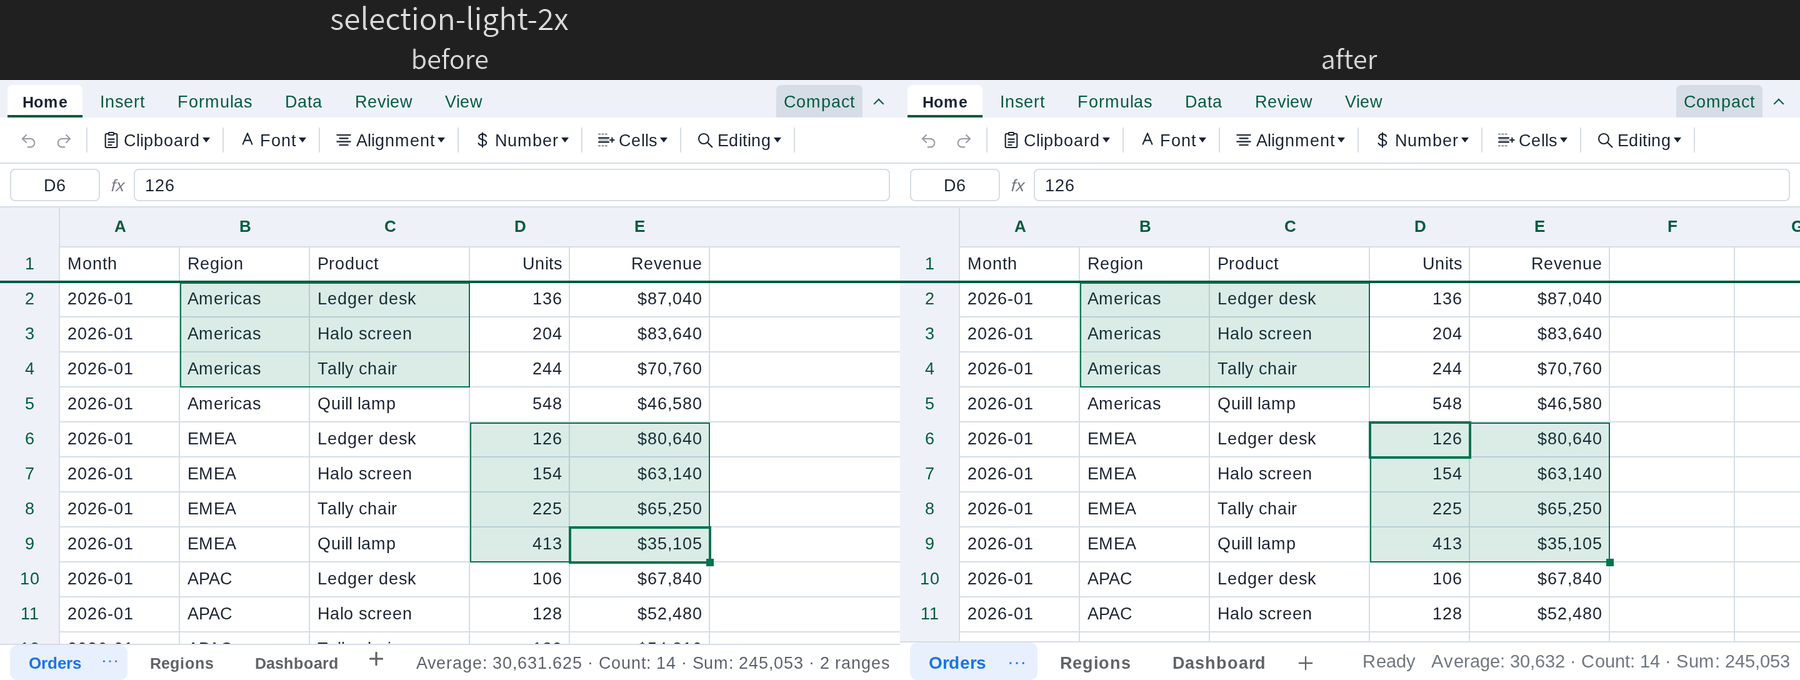 selection-light-2x
before after
Home Insert Formulas Data Review View Compact Home Insert Formulas Data Review View Compact
Clipboard Font Alignment $ Number Cells Editing Clipboard Font Alignment $ Number Cells Editing
D6 fx 126 D6 fx 126
A B C D E A B C D E F
1 Month Region Product Units Revenue 1 Month Region Product Units Revenue
2 2026-01 Americas Ledger desk 136 $87,040 2 2026-01 Americas Ledger desk 136 $87,040
3 2026-01 Americas Halo screen 204 $83,640 3 2026-01 Americas Halo screen 204 $83,640
4 2026-01 Americas Tally chair 244 $70,760 4 2026-01 Americas Tally chair 244 $70,760
5 2026-01 Americas Quill lamp 548 $46,580 5 2026-01 Americas Quill lamp 548 $46,580
6 2026-01 EMEA Ledger desk 126 $80,640 6 2026-01 EMEA Ledger desk 126 $80,640
7 2026-01 EMEA Halo screen 154 $63,140 7 2026-01 EMEA Halo screen 154 $63,140
8 2026-01 EMEA Tally chair 225 $65,250 8 2026-01 EMEA Tally chair 225 $65,250
9 2026-01 EMEA Quill lamp 413 $35,105 9 2026-01 EMEA Quill lamp 413 $35,105
10 2026-01 APAC Ledger desk 106 $67,840 10 2026-01 APAC Ledger desk 106 $67,840
11 2026-01 APAC Halo screen 128 $52,480 11 2026-01 APAC Halo screen 128 $52,480
Orders ··· Regions Dashboard + Average: 30,631.625 · Count: 14 · Sum: 245,053 · 2 ranges Orders ··· Regions Dashboard + Ready Average: 30,632 · Count: 14 · Sum: 245,053